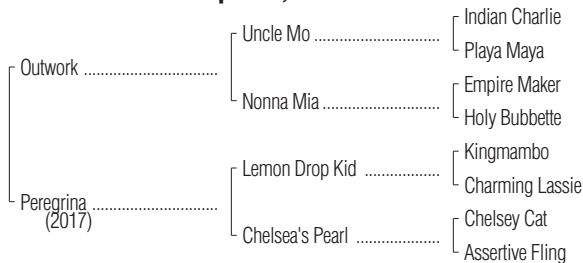 Indian Charlie
Uncle Mo
Playa Maya
Outwork
Empire Maker
Nonna Mia
Holy Bubbette
Kingmambo
Lemon Drop Kid
Charming Lassie
Peregrina
(2017)
Chelsey Cat
Chelsea's Pearl
Assertive Fling